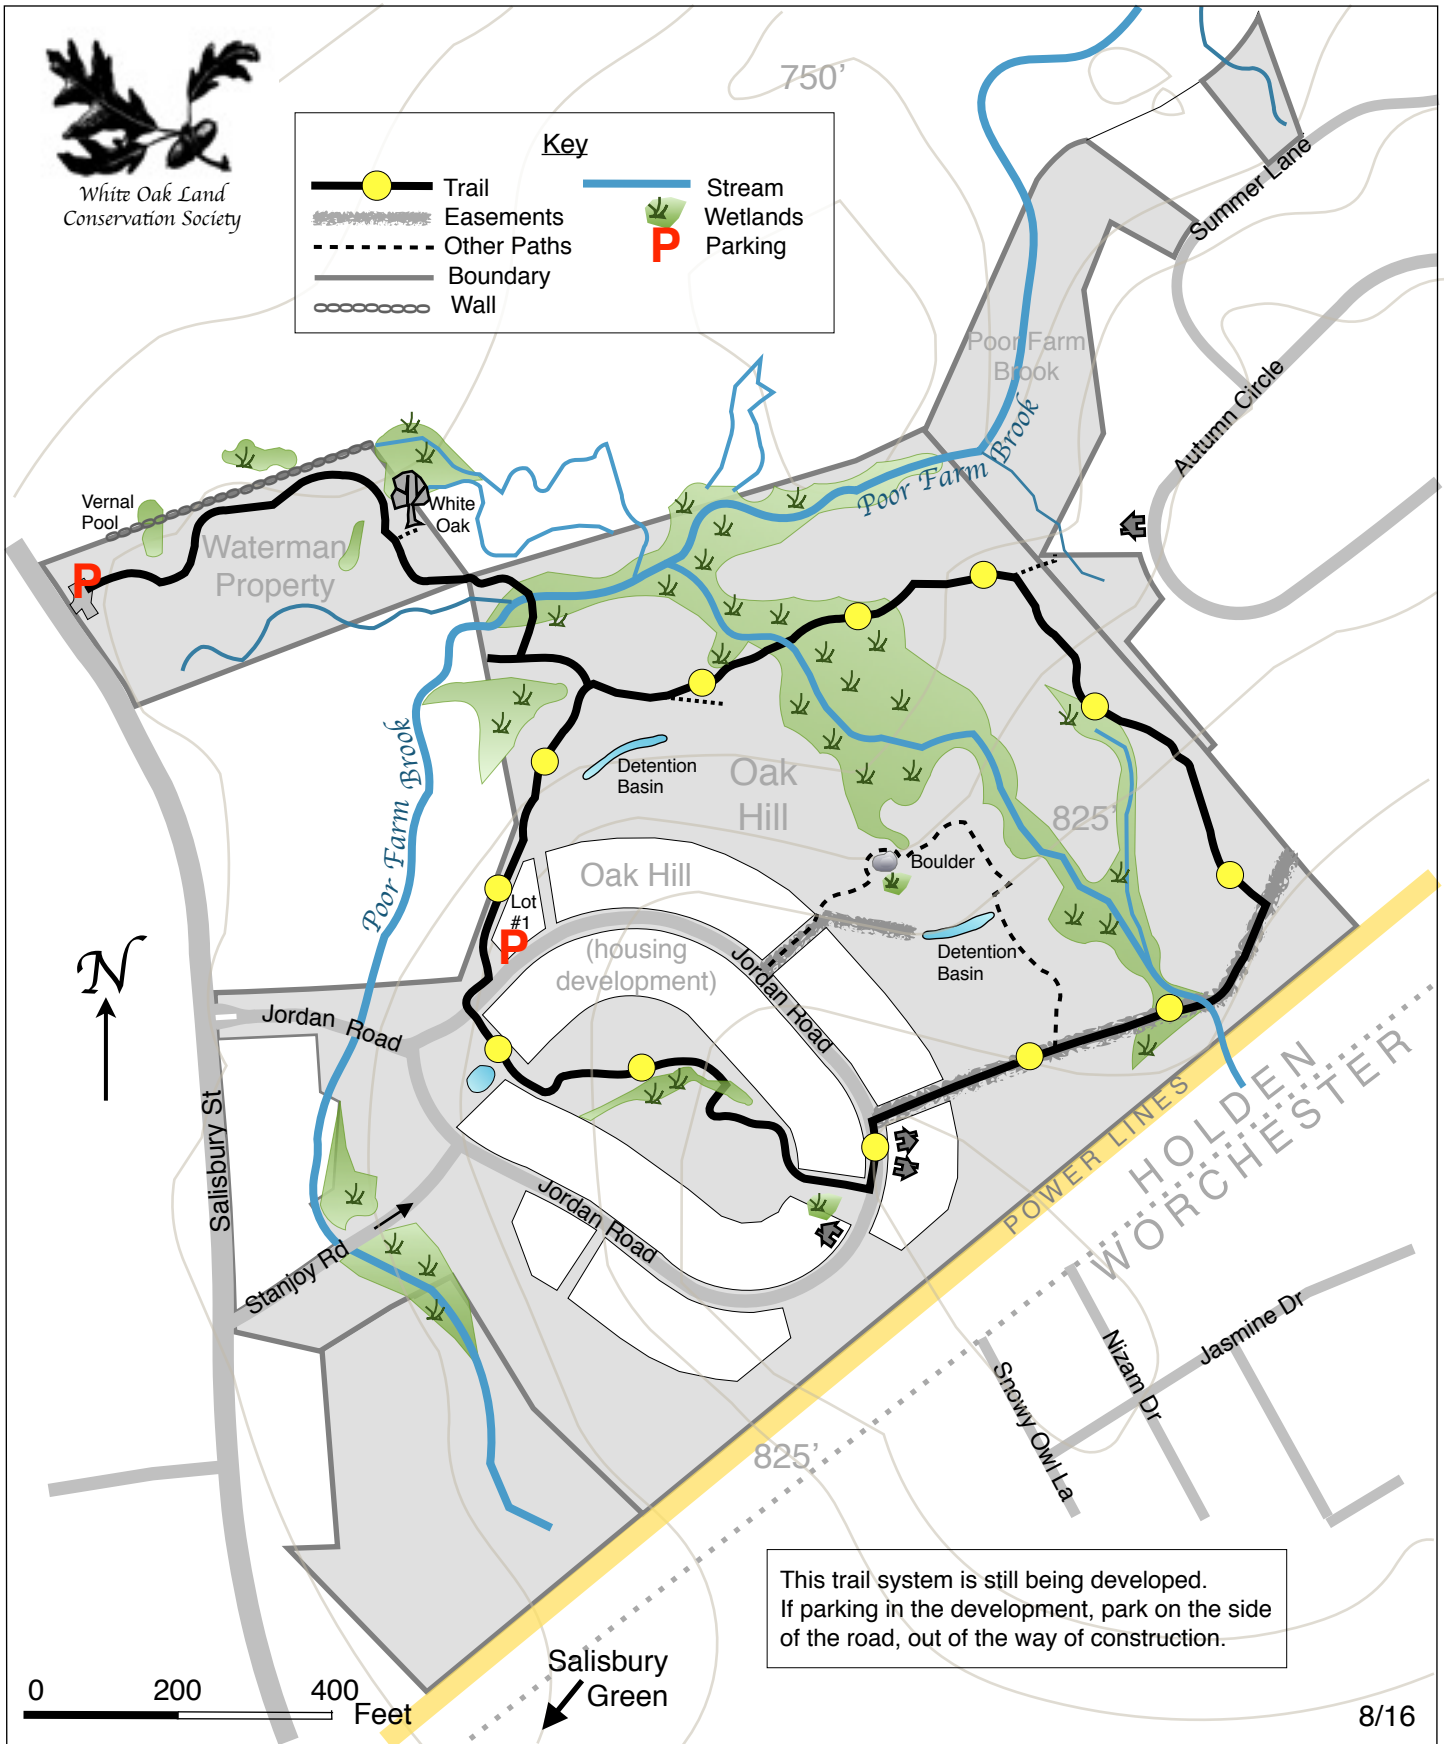 750'
White Oak Land
Conservation Society
Key
Trail
Easements
Other Paths
Boundary
Wall
Stream
Wetlands
P
Parking
Summer Lane
Poor Farm
Brook
Autumn Circle
Poor Farm Brook
Vernal
Pool
White
Oak
P
Waterman
Property
Poor Farm Brook
Detention
Basin
Oak
Hill
825'
Oak Hill
Boulder
Lot
#1
P
(housing
development)
Detention
Basin
Jordan Road
N
Jordan Road
Salisbury St
POWER LINES
HOLDEN
WORCHESTER
Stanjoy Rd
Jordan Road
Snowy Owl La
Nizam Dr
Jasmine Dr
825'
This trail system is still being developed.
If parking in the development, park on the side
of the road, out of the way of construction.
Salisbury
Green
0 200 400
Feet
8/16